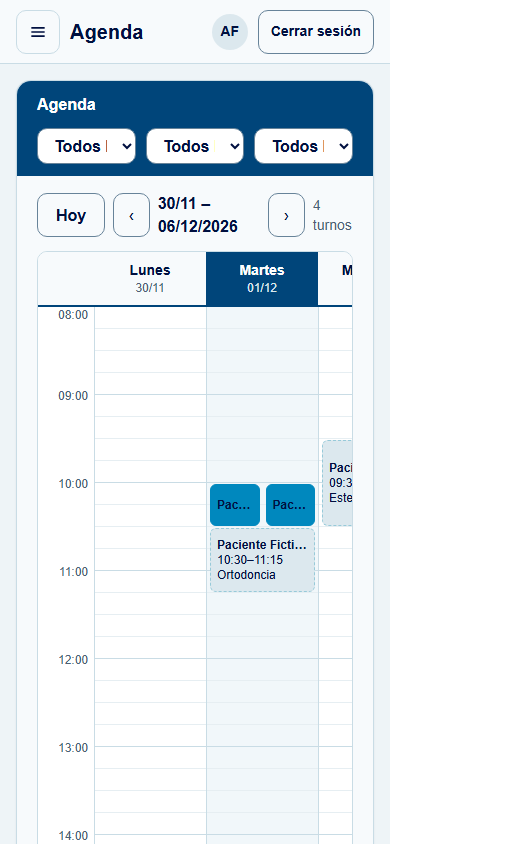 Agenda
AF
Cerrar sesión
Agenda
Todos
Todos
Todos
Hoy
‹
30/11 –
06/12/2026
›
4
turnos
Lunes
30/11
Martes
01/12
M
08:00
09:00
10:00
Pac…
Pac…
Paci
09:3
Este
Paciente Ficti…
10:30–11:15
Ortodoncia
11:00
12:00
13:00
14:00